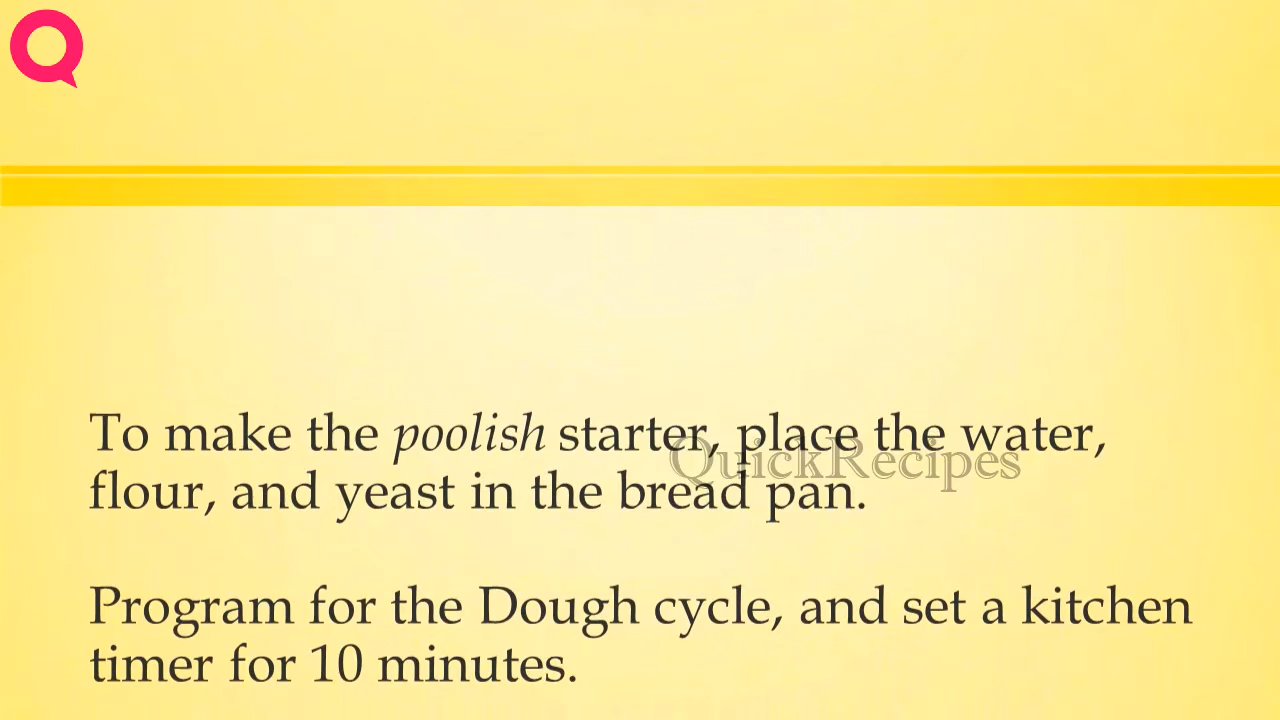 To make the poolish starter, place the water,
QuickRecipes
flour, and yeast in the bread pan.
Program for the Dough cycle, and set a kitchen
timer for 10 minutes.